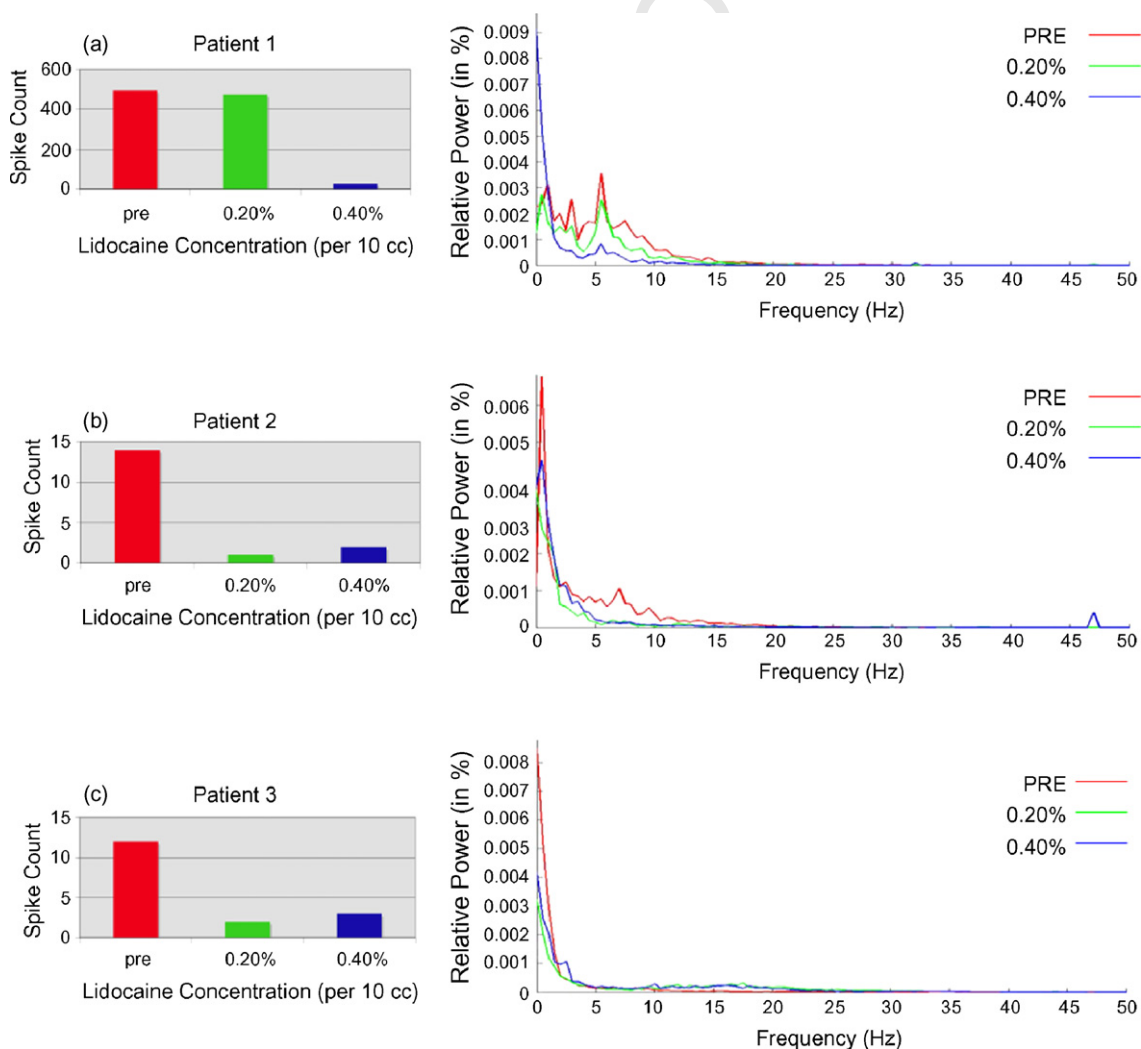 (a) Patient 1
600
400
200
0
Spike Count
pre 0.20% 0.40%
Lidocaine Concentration (per 10 cc)
0.009
0.008
0.007
0.006
0.005
0.004
0.003
0.002
0.001
0
Relative Power (in %)
0 5 10 15 20 25 30 35 40 45 50
Frequency (Hz)
PRE
0.20%
0.40%
(b) Patient 2
15
10
5
0
Spike Count
pre 0.20% 0.40%
Lidocaine Concentration (per 10 cc)
0.006
0.005
0.004
0.003
0.002
0.001
0
Relative Power (in %)
0 5 10 15 20 25 30 35 40 45 50
Frequency (Hz)
PRE
0.20%
0.40%
(c) Patient 3
15
10
5
0
Spike Count
pre 0.20% 0.40%
Lidocaine Concentration (per 10 cc)
0.008
0.007
0.006
0.005
0.004
0.003
0.002
0.001
0
Relative Power (in %)
0 5 10 15 20 25 30 35 40 45 50
Frequency (Hz)
PRE
0.20%
0.40%